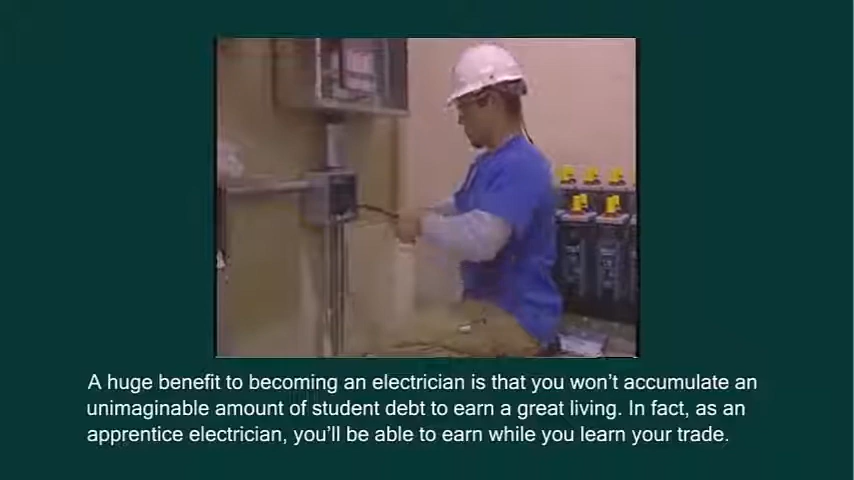 A huge benefit to becoming an electrician is that you won’t accumulate an
unimaginable amount of student debt to earn a great living. In fact, as an
apprentice electrician, you’ll be able to earn while you learn your trade.